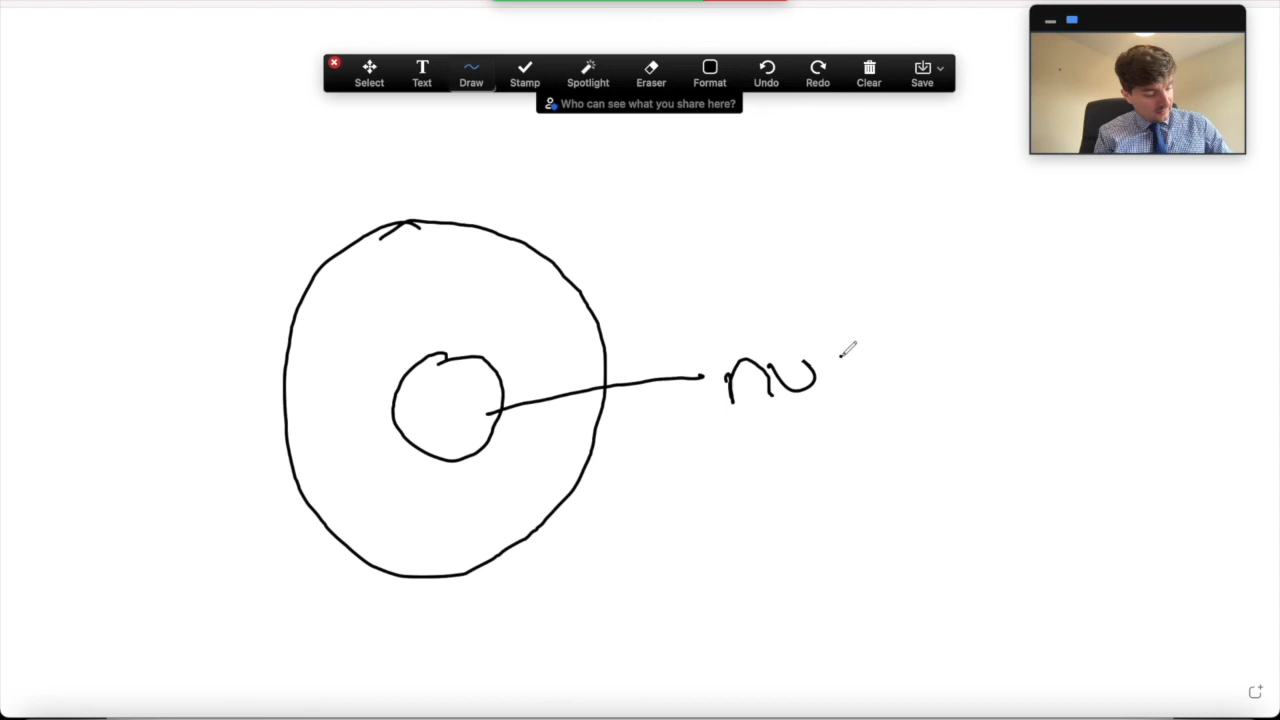 Select Text Draw Stamp Spotlight Eraser Format Undo Redo Clear Save
Who can see what you share here?
nu